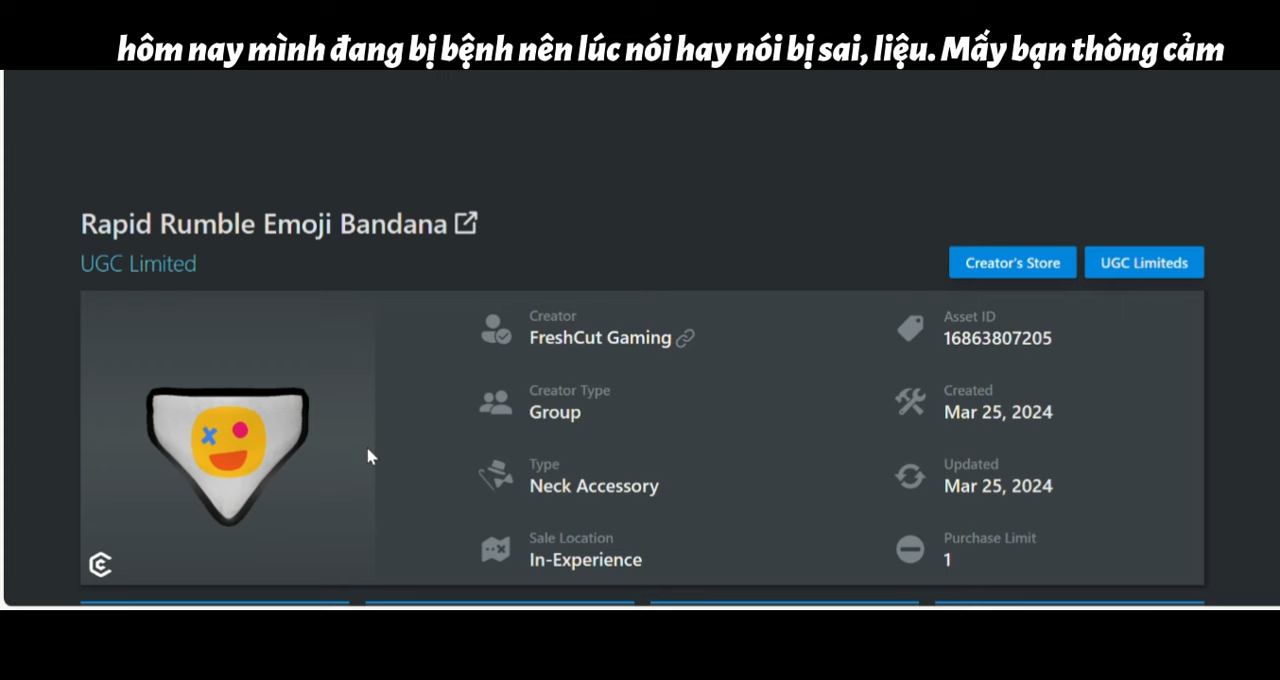 hôm nay mình đang bị bệnh nên lúc nói hay nói bị sai, liệu. Mấy bạn thông cảm
Rapid Rumble Emoji Bandana
UGC Limited
Creator's Store
UGC Limiteds
Creator
FreshCut Gaming
Asset ID
16863807205
Creator Type
Group
Created
Mar 25, 2024
Type
Neck Accessory
Updated
Mar 25, 2024
Sale Location
In-Experience
Purchase Limit
1